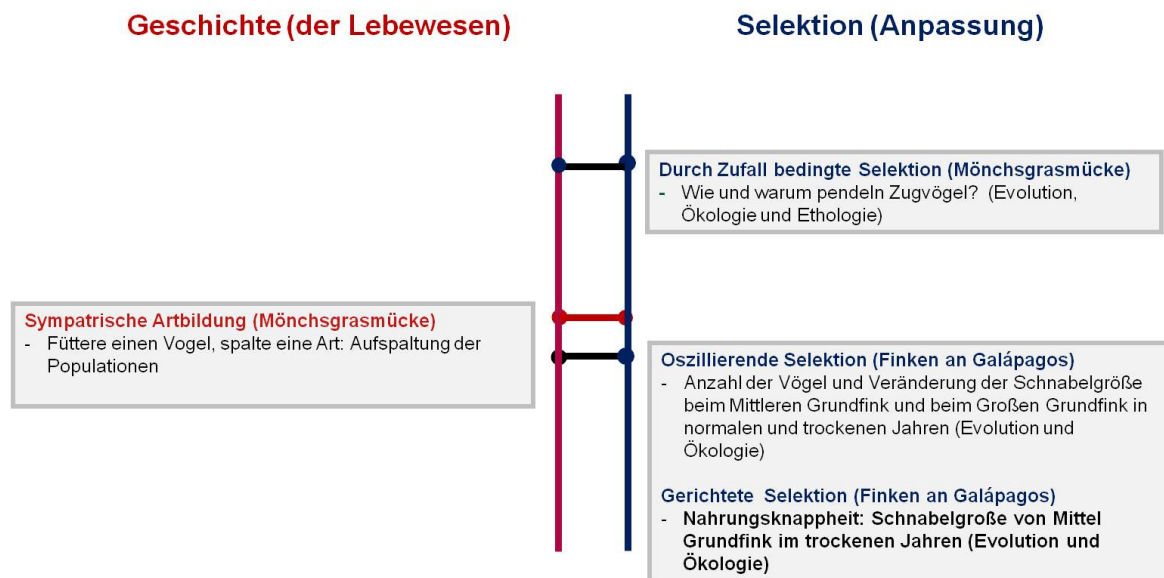 Geschichte (der Lebewesen)
Selektion (Anpassung)
Durch Zufall bedingte Selektion (Mönchsgrasmücke)
- Wie und warum pendeln Zugvögel? (Evolution,
Ökologie und Ethologie)
Sympatrische Artbildung (Mönchsgrasmücke)
- Füttere einen Vogel, spalte eine Art: Aufspaltung der
Populationen
Oszillierende Selektion (Finken an Galápagos)
- Anzahl der Vögel und Veränderung der Schnabelgröße
beim Mittleren Grundfink und beim Großen Grundfink in
normalen und trockenen Jahren (Evolution und
Ökologie)
Gerichtete Selektion (Finken an Galápagos)
- Nahrungsknappheit: Schnabelgroße von Mittel
Grundfink im trockenen Jahren (Evolution und
Ökologie)